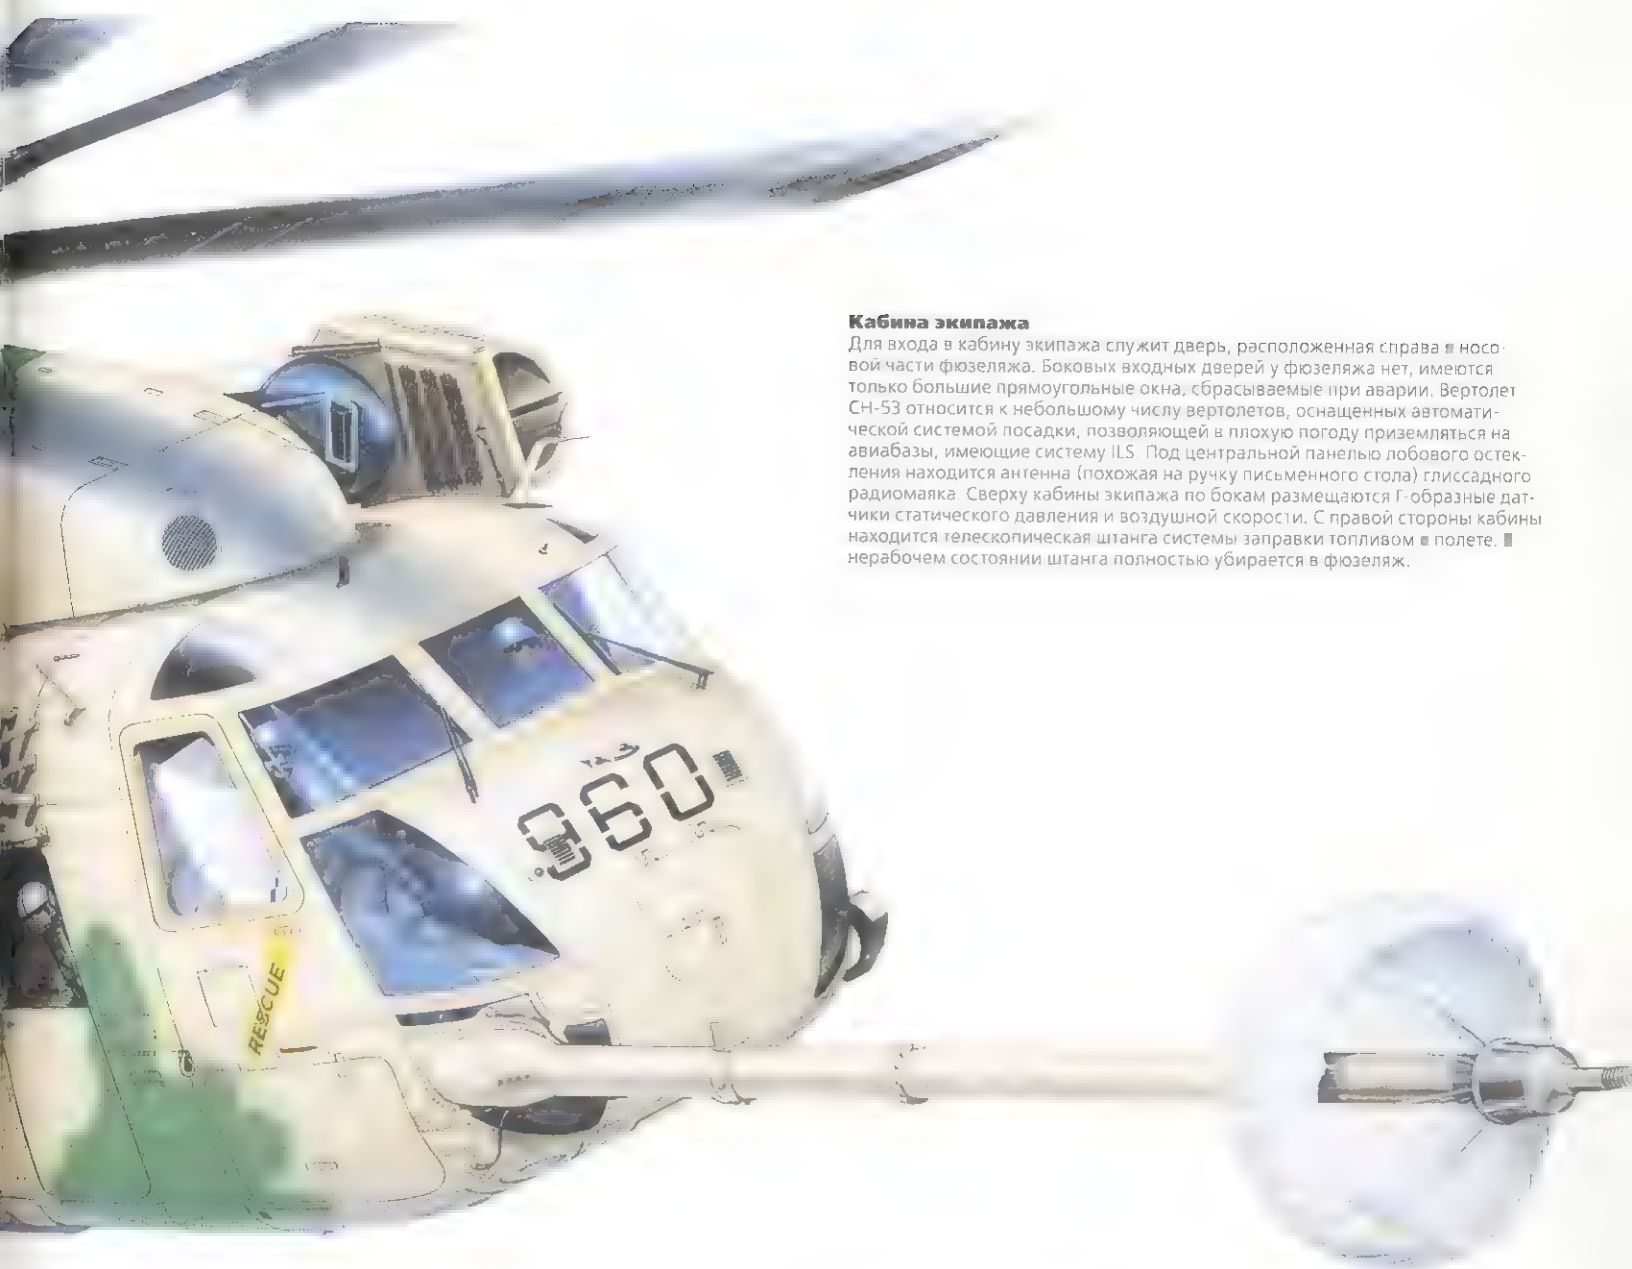 Кабина экипажа
Для входа в кабину экипажа служит дверь, расположенная справа в носо-
вой части фюзеляжа. Боковых входных дверей у фюзеляжа нет, имеются
только большие прямоугольные окна, сбрасываемые при аварии. Вертолет
СН-53 относится к небольшому числу вертолетов, оснащенных автомати-
ческой системой посадки, позволяющей в плохую погоду приземляться на
авиабазы, имеющие систему ILS. Под центральной панелью лобового остек-
ления находится антенна (похожая на ручку письменного стола) глиссадного
радиомаяка. Сверху кабины экипажа по бокам размещаются Г-образные дат-
чики статического давления и воздушной скорости. С правой стороны кабины
находится телескопическая штанга системы заправки топливом в полете. В
нерабочем состоянии штанга полностью убирается в фюзеляж.
960
RESCUE